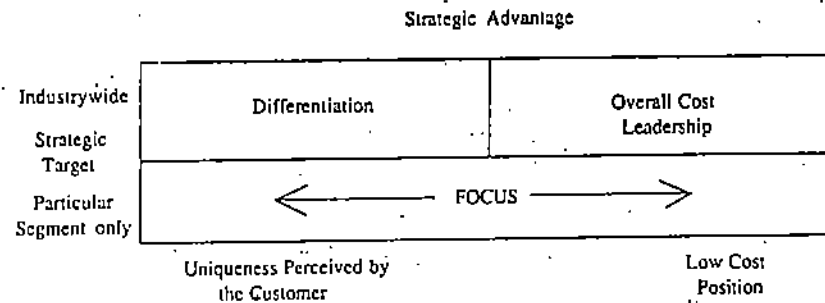 Strategic Advantage
Industrywide
Differentiation
Overall Cost
Leadership
Strategic
Target
Particular
Segment only
FOCUS
Uniqueness Perceived by
the Customer
Low Cost
Position